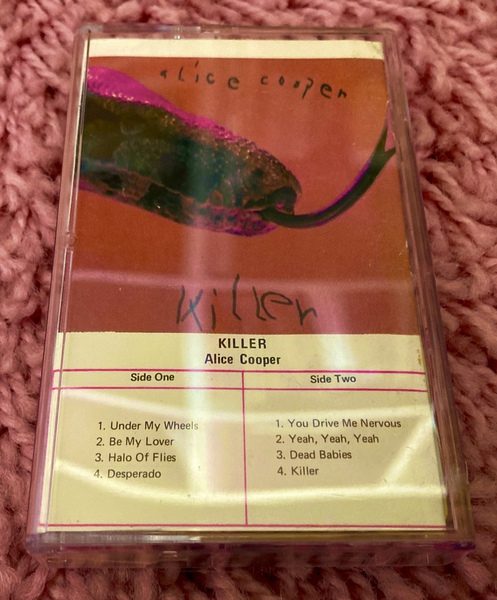 alice cooper
killer
KILLER
Alice Cooper
Side One
1. Under My Wheels
2. Be My Lover
3. Halo Of Flies
4. Desperado
Side Two
1. You Drive Me Nervous
2. Yeah, Yeah, Yeah
3. Dead Babies
4. Killer